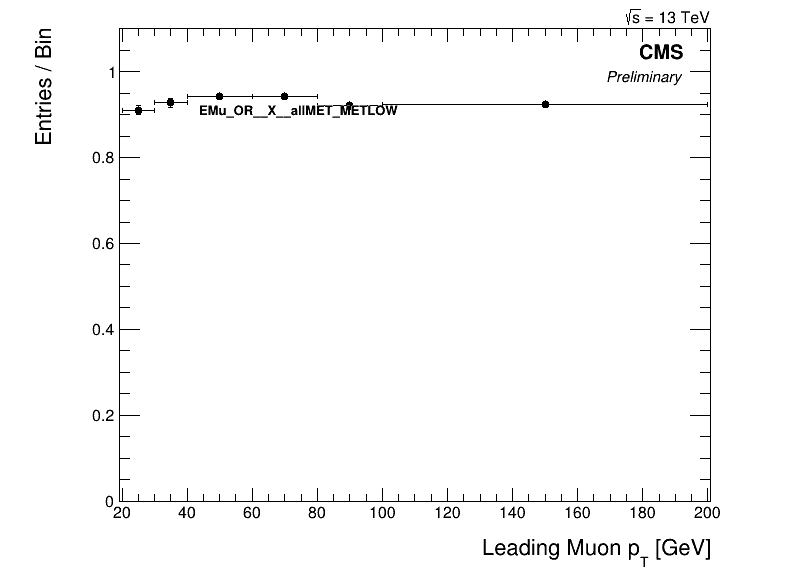 √s = 13 TeV
CMS
Preliminary
Entries / Bin
EMu_OR__X__allMET_METLOW
1
0.8
0.6
0.4
0.2
0
20 40 60 80 100 120 140 160 180 200
Leading Muon p_T [GeV]